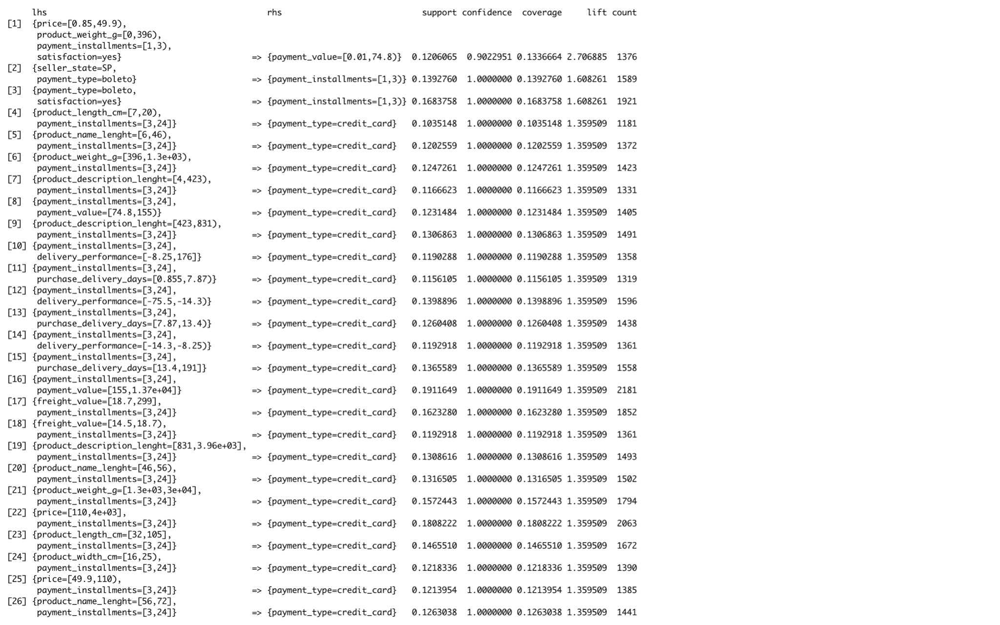 lhs rhs support confidence coverage lift count
[1] {price=[0.85,49.9),
product_weight_g=[0,396),
payment_installments=[1,3),
satisfaction=yes} => {payment_value=[0.01,74.8)} 0.1206065 0.9022951 0.1336664 2.706885 1376
[2] {seller_state=SP,
payment_type=boleto} => {payment_installments=[1,3)} 0.1392760 1.0000000 0.1392760 1.608261 1589
[3] {payment_type=boleto,
satisfaction=yes} => {payment_installments=[1,3)} 0.1683758 1.0000000 0.1683758 1.608261 1921
[4] {product_length_cm=[7,20),
payment_installments=[3,24]} => {payment_type=credit_card} 0.1035148 1.0000000 0.1035148 1.359509 1181
[5] {product_name_lenght=[6,46),
payment_installments=[3,24]} => {payment_type=credit_card} 0.1202559 1.0000000 0.1202559 1.359509 1372
[6] {product_weight_g=[396,1.3e+03),
payment_installments=[3,24]} => {payment_type=credit_card} 0.1247261 1.0000000 0.1247261 1.359509 1423
[7] {product_description_lenght=[4,423),
payment_installments=[3,24]} => {payment_type=credit_card} 0.1166623 1.0000000 0.1166623 1.359509 1331
[8] {payment_installments=[3,24],
payment_value=[74.8,155)} => {payment_type=credit_card} 0.1231484 1.0000000 0.1231484 1.359509 1405
[9] {product_description_lenght=[423,831),
payment_installments=[3,24]} => {payment_type=credit_card} 0.1306863 1.0000000 0.1306863 1.359509 1491
[10] {payment_installments=[3,24],
delivery_performance=[-8.25,176]} => {payment_type=credit_card} 0.1190288 1.0000000 0.1190288 1.359509 1358
[11] {payment_installments=[3,24],
purchase_delivery_days=[0.855,7.87)} => {payment_type=credit_card} 0.1156105 1.0000000 0.1156105 1.359509 1319
[12] {payment_installments=[3,24],
delivery_performance=[-75.5,-14.3)} => {payment_type=credit_card} 0.1398896 1.0000000 0.1398896 1.359509 1596
[13] {payment_installments=[3,24],
purchase_delivery_days=[7.87,13.4)} => {payment_type=credit_card} 0.1260408 1.0000000 0.1260408 1.359509 1438
[14] {payment_installments=[3,24],
delivery_performance=[-14.3,-8.25)} => {payment_type=credit_card} 0.1192918 1.0000000 0.1192918 1.359509 1361
[15] {payment_installments=[3,24],
purchase_delivery_days=[13.4,191]} => {payment_type=credit_card} 0.1365589 1.0000000 0.1365589 1.359509 1558
[16] {payment_installments=[3,24],
payment_value=[155,1.37e+04]} => {payment_type=credit_card} 0.1911649 1.0000000 0.1911649 1.359509 2181
[17] {freight_value=[18.7,299],
payment_installments=[3,24]} => {payment_type=credit_card} 0.1623280 1.0000000 0.1623280 1.359509 1852
[18] {freight_value=[14.5,18.7),
payment_installments=[3,24]} => {payment_type=credit_card} 0.1192918 1.0000000 0.1192918 1.359509 1361
[19] {product_description_lenght=[831,3.96e+03],
payment_installments=[3,24]} => {payment_type=credit_card} 0.1308616 1.0000000 0.1308616 1.359509 1493
[20] {product_name_lenght=[46,56),
payment_installments=[3,24]} => {payment_type=credit_card} 0.1316505 1.0000000 0.1316505 1.359509 1502
[21] {product_weight_g=[1.3e+03,3e+04],
payment_installments=[3,24]} => {payment_type=credit_card} 0.1572443 1.0000000 0.1572443 1.359509 1794
[22] {price=[110,4e+03],
payment_installments=[3,24]} => {payment_type=credit_card} 0.1808222 1.0000000 0.1808222 1.359509 2063
[23] {product_length_cm=[32,105],
payment_installments=[3,24]} => {payment_type=credit_card} 0.1465510 1.0000000 0.1465510 1.359509 1672
[24] {product_width_cm=[16,25),
payment_installments=[3,24]} => {payment_type=credit_card} 0.1218336 1.0000000 0.1218336 1.359509 1390
[25] {price=[49.9,110),
payment_installments=[3,24]} => {payment_type=credit_card} 0.1213954 1.0000000 0.1213954 1.359509 1385
[26] {product_name_lenght=[56,72],
payment_installments=[3,24]} => {payment_type=credit_card} 0.1263038 1.0000000 0.1263038 1.359509 1441